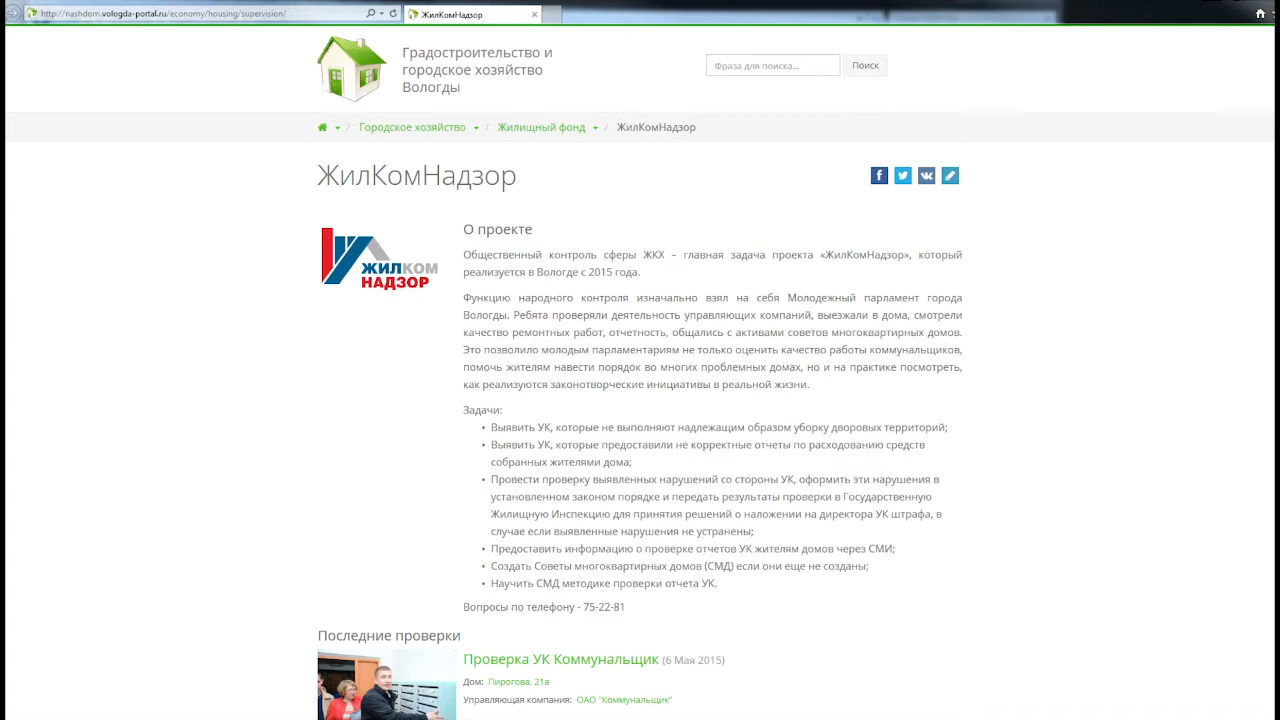 http://nashdom.vologda-portal.ru/economy/housing/supervision/
ЖилКомНадзор
Градостроительство и
городское хозяйство
Вологды
Фраза для поиска...
Поиск
Городское хозяйство / Жилищный фонд / ЖилКомНадзор
ЖилКомНадзор
ЖИЛКОМ
НАДЗОР
О проекте
Общественный контроль сферы ЖКХ – главная задача проекта «ЖилКомНадзор», который
реализуется в Вологде с 2015 года.
Функцию народного контроля изначально взял на себя Молодежный парламент города
Вологды. Ребята проверяли деятельность управляющих компаний, выезжали в дома, смотрели
качество ремонтных работ, отчетность, общались с активами советов многоквартирных домов.
Это позволило молодым парламентариям не только оценить качество работы коммунальщиков,
помочь жителям навести порядок во многих проблемных домах, но и на практике посмотреть,
как реализуются законотворческие инициативы в реальной жизни.
Задачи:
• Выявить УК, которые не выполняют надлежащим образом уборку дворовых территорий;
• Выявить УК, которые предоставили не корректные отчеты по расходованию средств
собранных жителями дома;
• Провести проверку выявленных нарушений со стороны УК, оформить эти нарушения в
установленном законом порядке и передать результаты проверки в Государственную
Жилищную Инспекцию для принятия решений о наложении на директора УК штрафа, в
случае если выявленные нарушения не устранены;
• Предоставить информацию о проверке отчетов УК жителям домов через СМИ;
• Создать Советы многоквартирных домов (СМД) если они еще не созданы;
• Научить СМД методике проверки отчета УК.
Вопросы по телефону - 75-22-81
Последние проверки
Проверка УК Коммунальщик (6 Мая 2015)
Дом: Пирогова, 21а
Управляющая компания: ОАО "Коммунальщик"